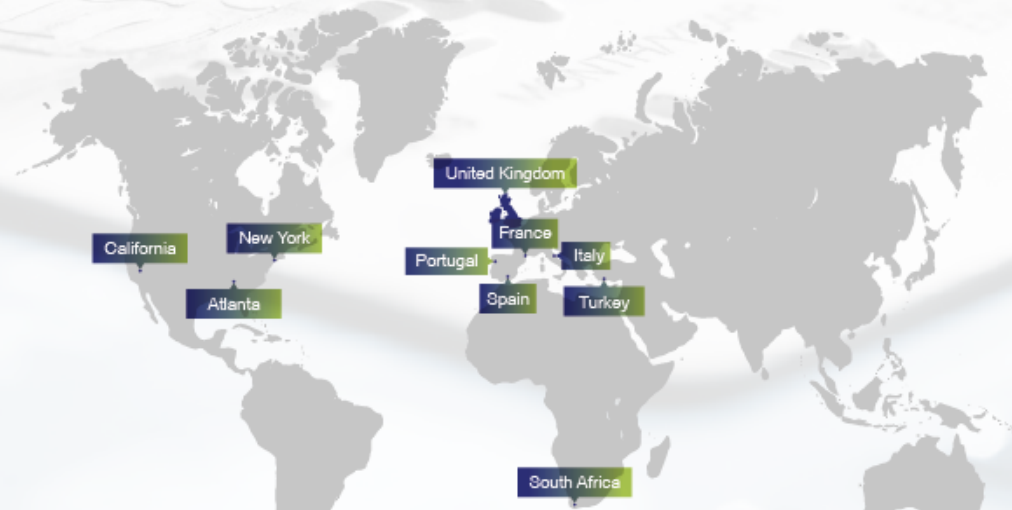 United Kingdom
France
New York
California
Portugal
Italy
Spain
Atlanta
Turkey
South Africa